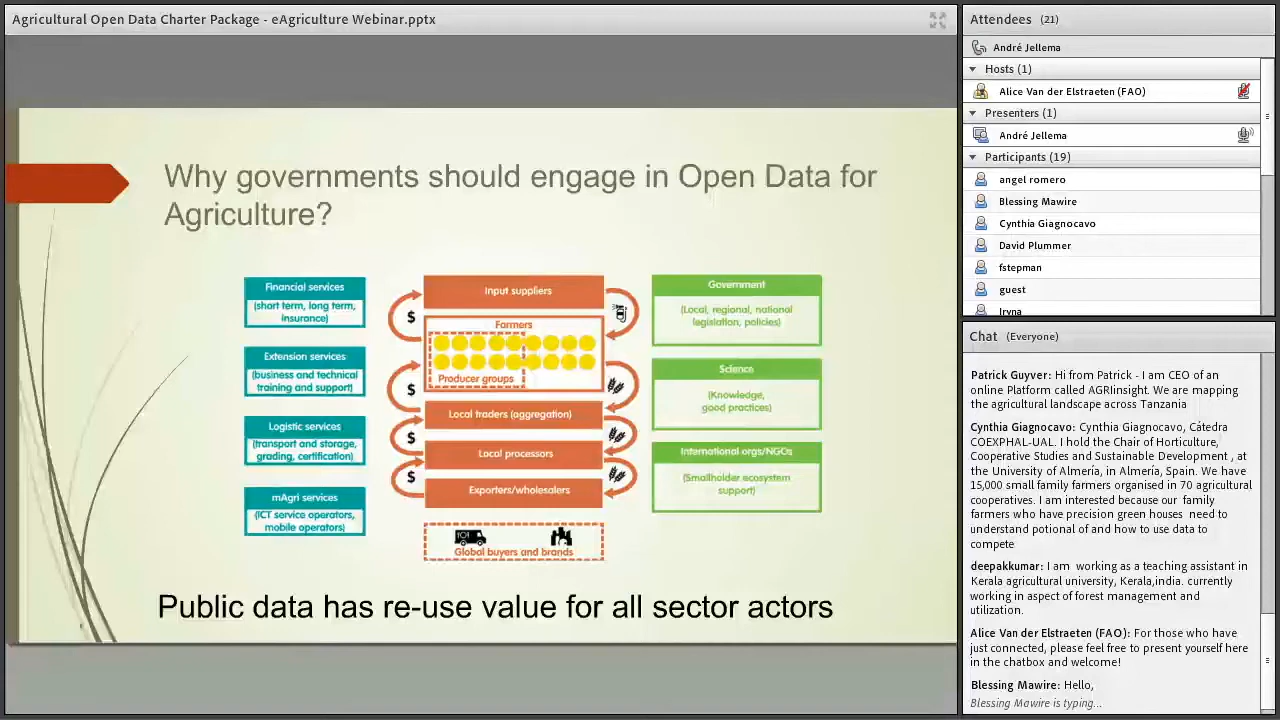 Agricultural Open Data Charter Package - eAgriculture Webinar.pptx
Why governments should engage in Open Data for
Agriculture?
Financial services
(short term, long term,
insurance)
Extension services
(business and technical
training and support)
Logistic services
(transport and storage,
grading, certification)
mAgri services
(ICT service operators,
mobile operators)
Input suppliers
Farmers
Producer groups
Local traders (aggregation)
Local processors
Exporters/wholesalers
Global buyers and brands
$
$
$
$
Government
(Local, regional, national
legislation, policies)
Science
(Knowledge,
good practices)
International orgs/NGOs
(Smallholder ecosystem
support)
Public data has re-use value for all sector actors
Attendees (21)
André Jellema
Hosts (1)
Alice Van der Elstraeten (FAO)
Presenters (1)
André Jellema
Participants (19)
angel romero
Blessing Mawire
Cynthia Giagnocavo
David Plummer
fstepman
guest
Iryna
Chat (Everyone)
Patrick Guerdat: Hi from Patrick - I am CEO of an
online Platform called AGRinsight. We are mapping
the agricultural landscape across Tanzania
Cynthia Giagnocavo: Cynthia Giagnocavo, Cátedra
COEXPHAL-UAL. I hold the Chair of Horticulture,
Cooperative Studies and Sustainable Development , at
the University of Almería, in Almería, Spain. We have
15,000 small family farmers organised in 70 agricultural
coops. I am interested because our family
farmers who have precision green houses need to
understand potional of and how to use data to
compete
deepakkumar: I am working as a teaching assistant in
Kerala agricultural university, Kerala,india. currently
working in aspect of forest management and
utilization.
Alice Van der Elstraeten (FAO): For those who have
just connected, please feel free to present yourself here
in the chatbox and welcome!
Blessing Mawire: Hello,
Blessing Mawire is typing...